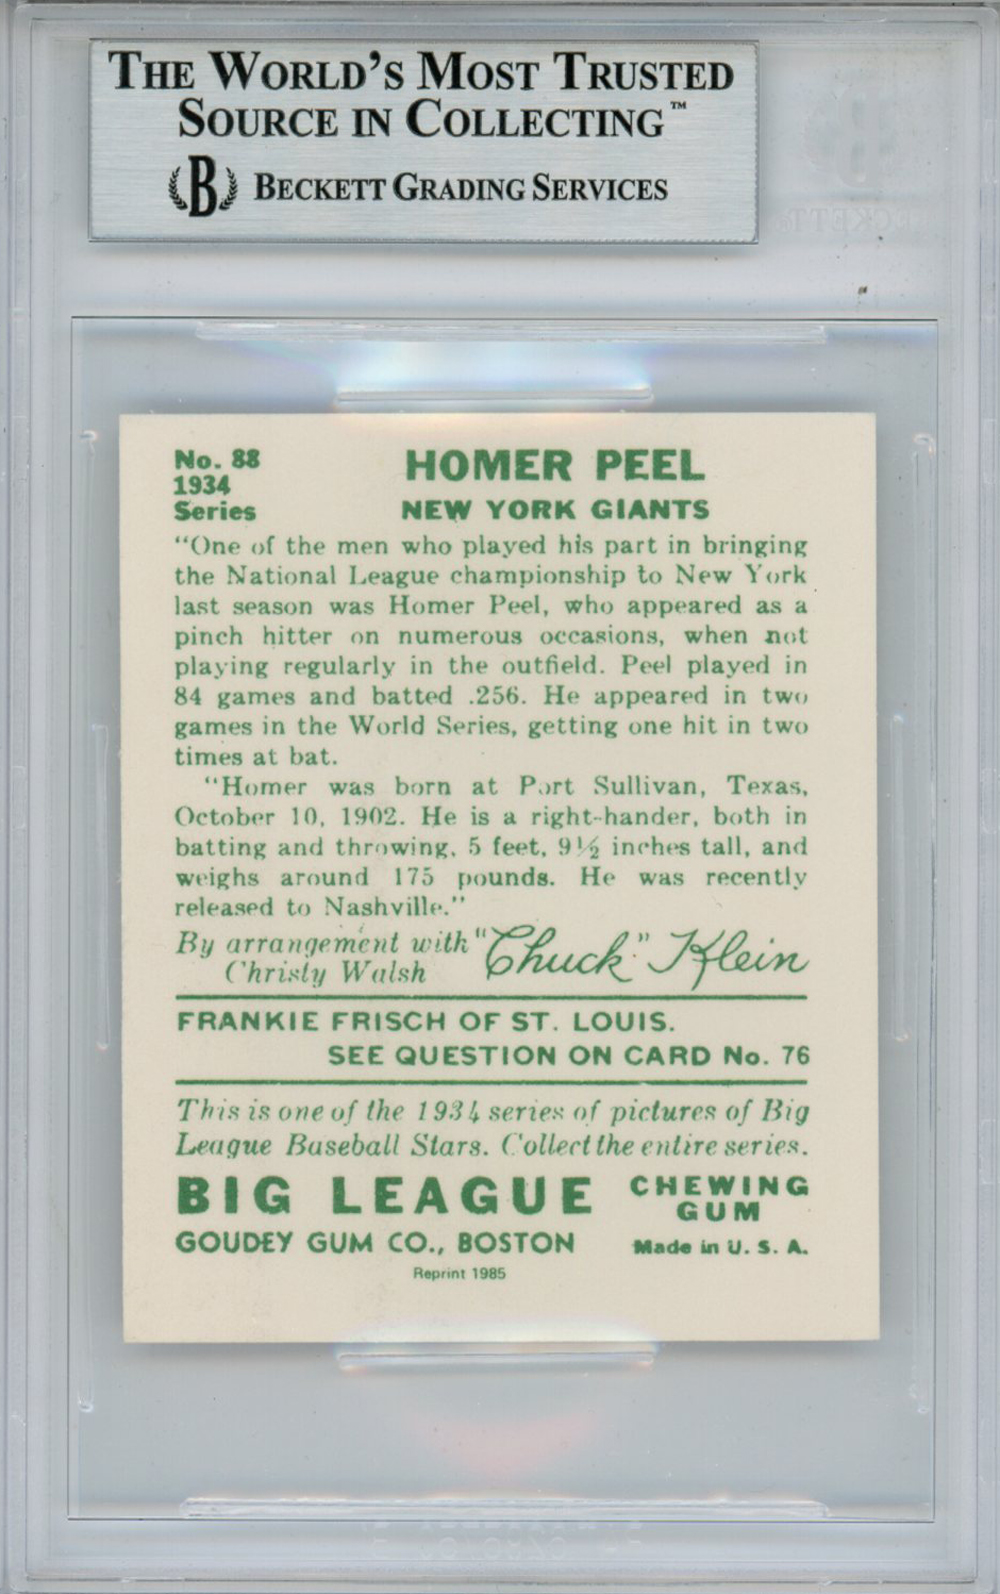 THE WORLD'S MOST TRUSTED
SOURCE IN COLLECTING™
B BECKETT GRADING SERVICES
No. 88
1934
Series
HOMER PEEL
NEW YORK GIANTS
"One of the men who played his part in bringing
the National League championship to New York
last season was Homer Peel, who appeared as a
pinch hitter on numerous occasions, when not
playing regularly in the outfield. Peel played in
84 games and batted .256. He appeared in two
games in the World Series, getting one hit in two
times at bat.
"Homer was born at Port Sullivan, Texas,
October 10, 1902. He is a right-hander, both in
batting and throwing, 5 feet, 9½ inches tall, and
weighs around 175 pounds. He was recently
released to Nashville."
By arrangement with "Chuck" Klein
Christy Walsh
FRANKIE FRISCH OF ST. LOUIS.
SEE QUESTION ON CARD No. 76
This is one of the 1934 series of pictures of Big
League Baseball Stars. Collect the entire series.
BIG LEAGUE CHEWING GUM
GOUDEY GUM CO., BOSTON Made in U. S. A.
Reprint 1985